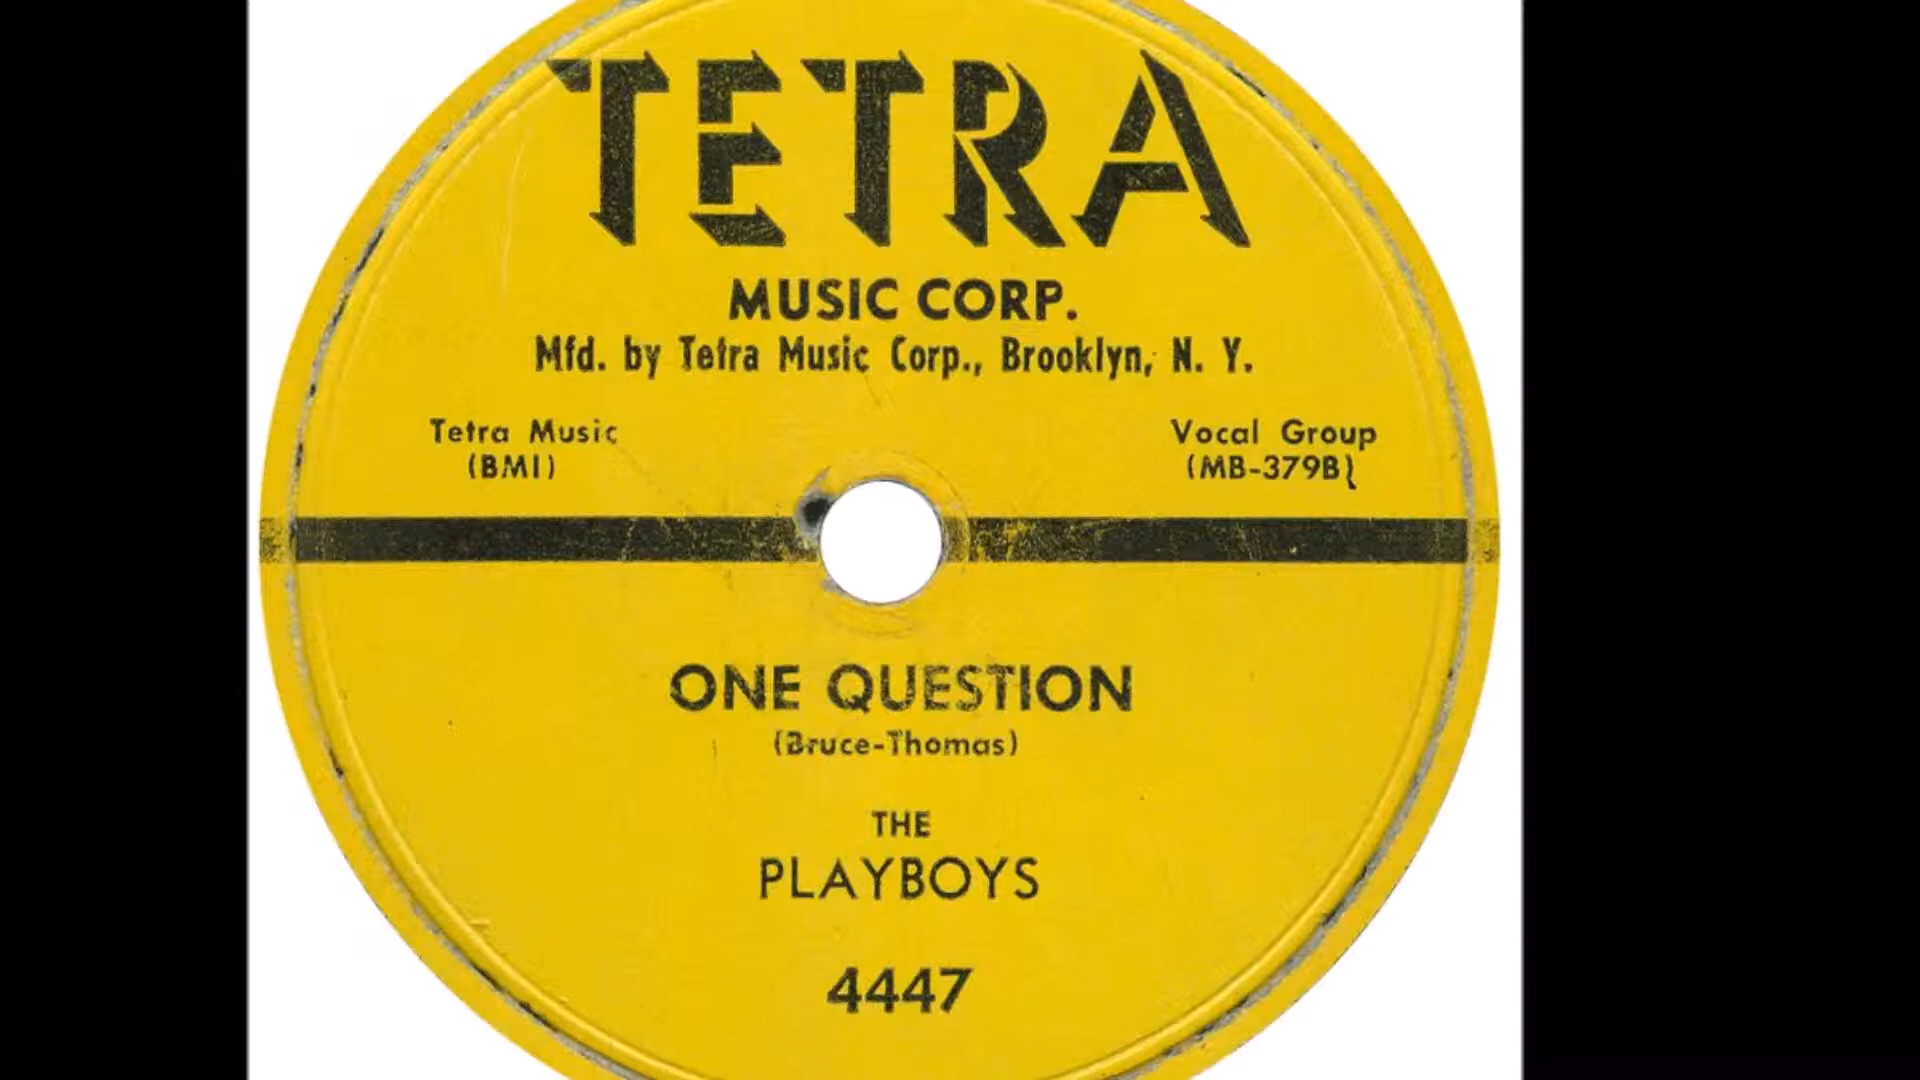 TETRA
MUSIC CORP.
Mfd. by Tetra Music Corp., Brooklyn, N. Y.
Tetra Music
(BMI)
Vocal Group
(MB-379B)
ONE QUESTION
(Bruce-Thomas)
THE
PLAYBOYS
4447